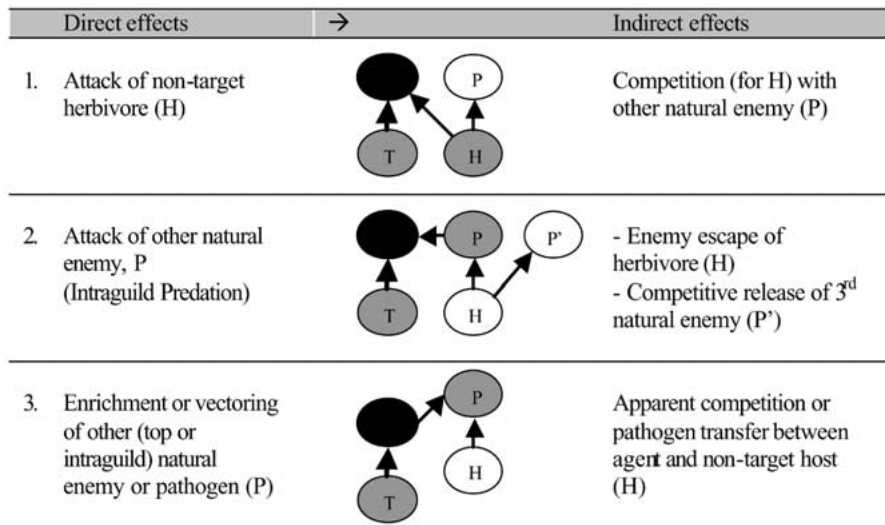 Direct effects → Indirect effects
1. Attack of non-target
herbivore (H)
P
T
H
Competition (for H) with
other natural enemy (P)
2. Attack of other natural
enemy, P
(Intraguild Predation)
P
P'
T
H
- Enemy escape of
herbivore (H)
- Competitive release of 3rd
natural enemy (P')
3. Enrichment or vectoring
of other (top or
intraguild) natural
enemy or pathogen (P)
P
H
T
Apparent competition or
pathogen transfer between
agent and non-target host
(H)